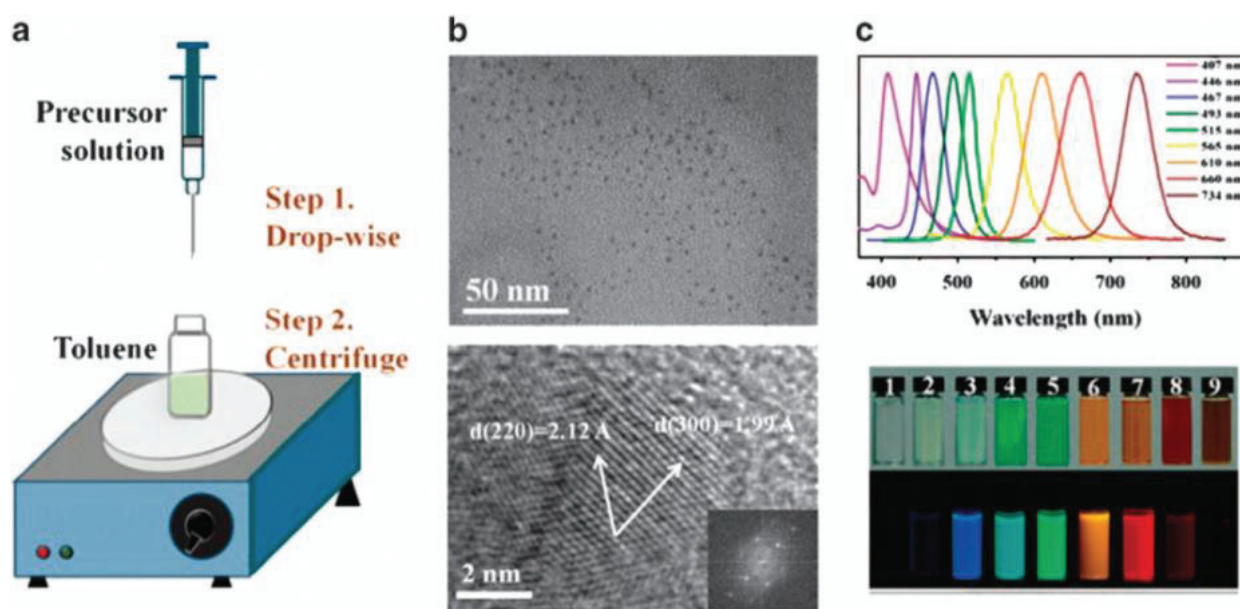 a
Precursor
solution
Step 1.
Drop-wise
Toluene
Step 2.
Centrifuge
b
50 nm
d(220)=2.12 A
d(300)=1.99 A
2 nm
c
407 nm
446 nm
467 nm
493 nm
515 nm
565 nm
610 nm
660 nm
734 nm
400 500 600 700 800
Wavelength (nm)
1 2 3 4 5 6 7 8 9